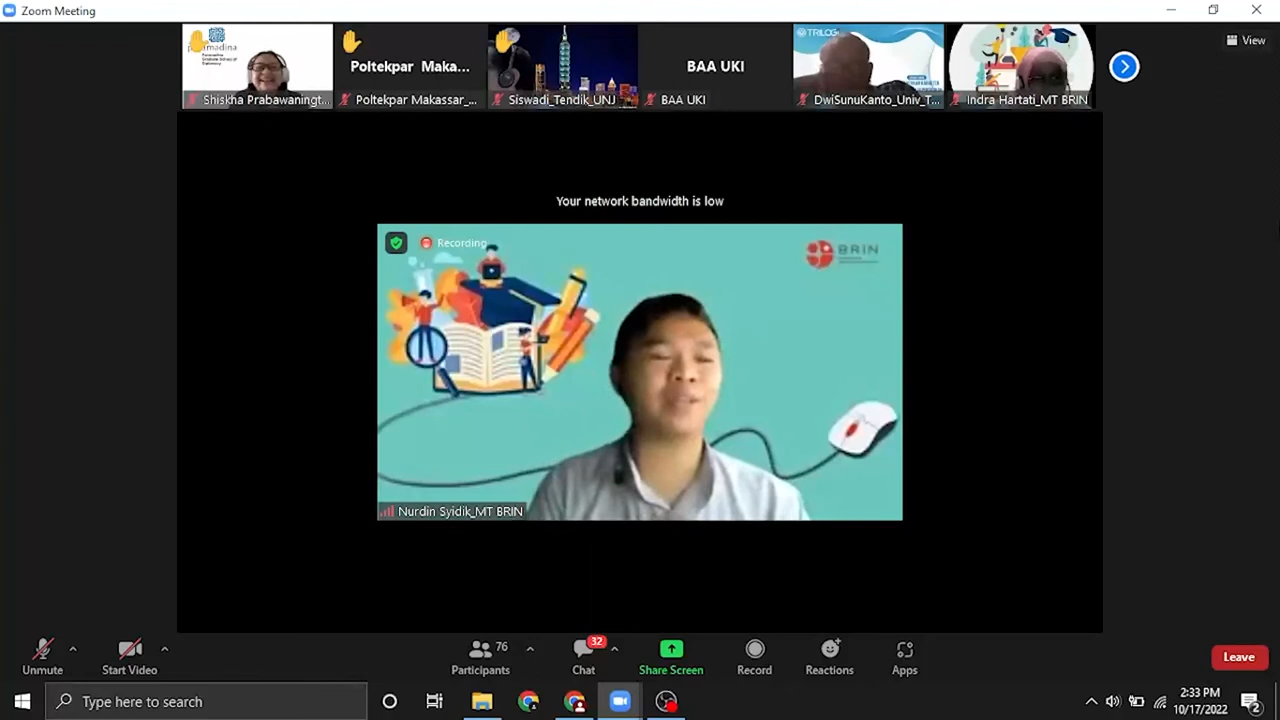 Zoom Meeting
View
Shiskha Prabawaningt...
Poltekpar Maka...
Poltekpar Makassar_...
Siswadi_Tendik_UNJ
BAA UKI
BAA UKI
TRILOGI
DwiSunuKanto_Univ_T...
Indra Hartati_MT BRIN
Your network bandwidth is low
Recording
BRIN
Nurdin Syidik_MT BRIN
76
32
Unmute
Start Video
Participants
Chat
Share Screen
Record
Reactions
Apps
Leave
Type here to search
2:33 PM
10/17/2022
2